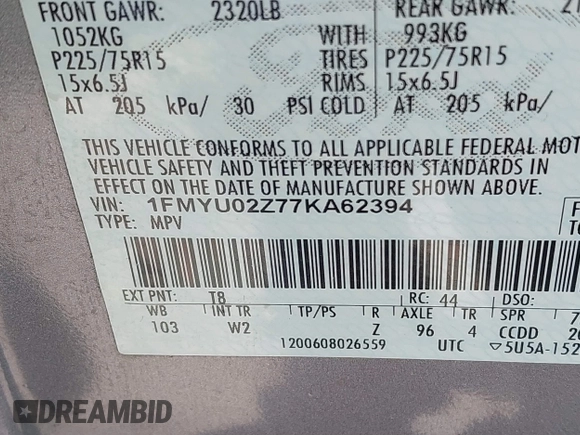 FRONT GAWR: 2320LB REAR GAWR:
1052KG WITH 993KG
P225/75R15 TIRES P225/75R15
15x6.5J RIMS 15x6.5J
AT 205 kPa/ 30 PSI COLD AT 205 kPa/
THIS VEHICLE CONFORMS TO ALL APPLICABLE FEDERAL MOT
VEHICLE SAFETY AND THEFT PREVENTION STANDARDS IN
EFFECT ON THE DATE OF MANUFACTURE SHOWN ABOVE.
VIN: 1FMYU02Z77KA62394
TYPE: MPV
EXT PNT: T8 RC: 44 DSO:
WB INT TR TP/PS R AXLE TR SPR
103 W2 Z 96 4 CCDD
1200608026559 UTC ▽5U5A-152
DREAMBID